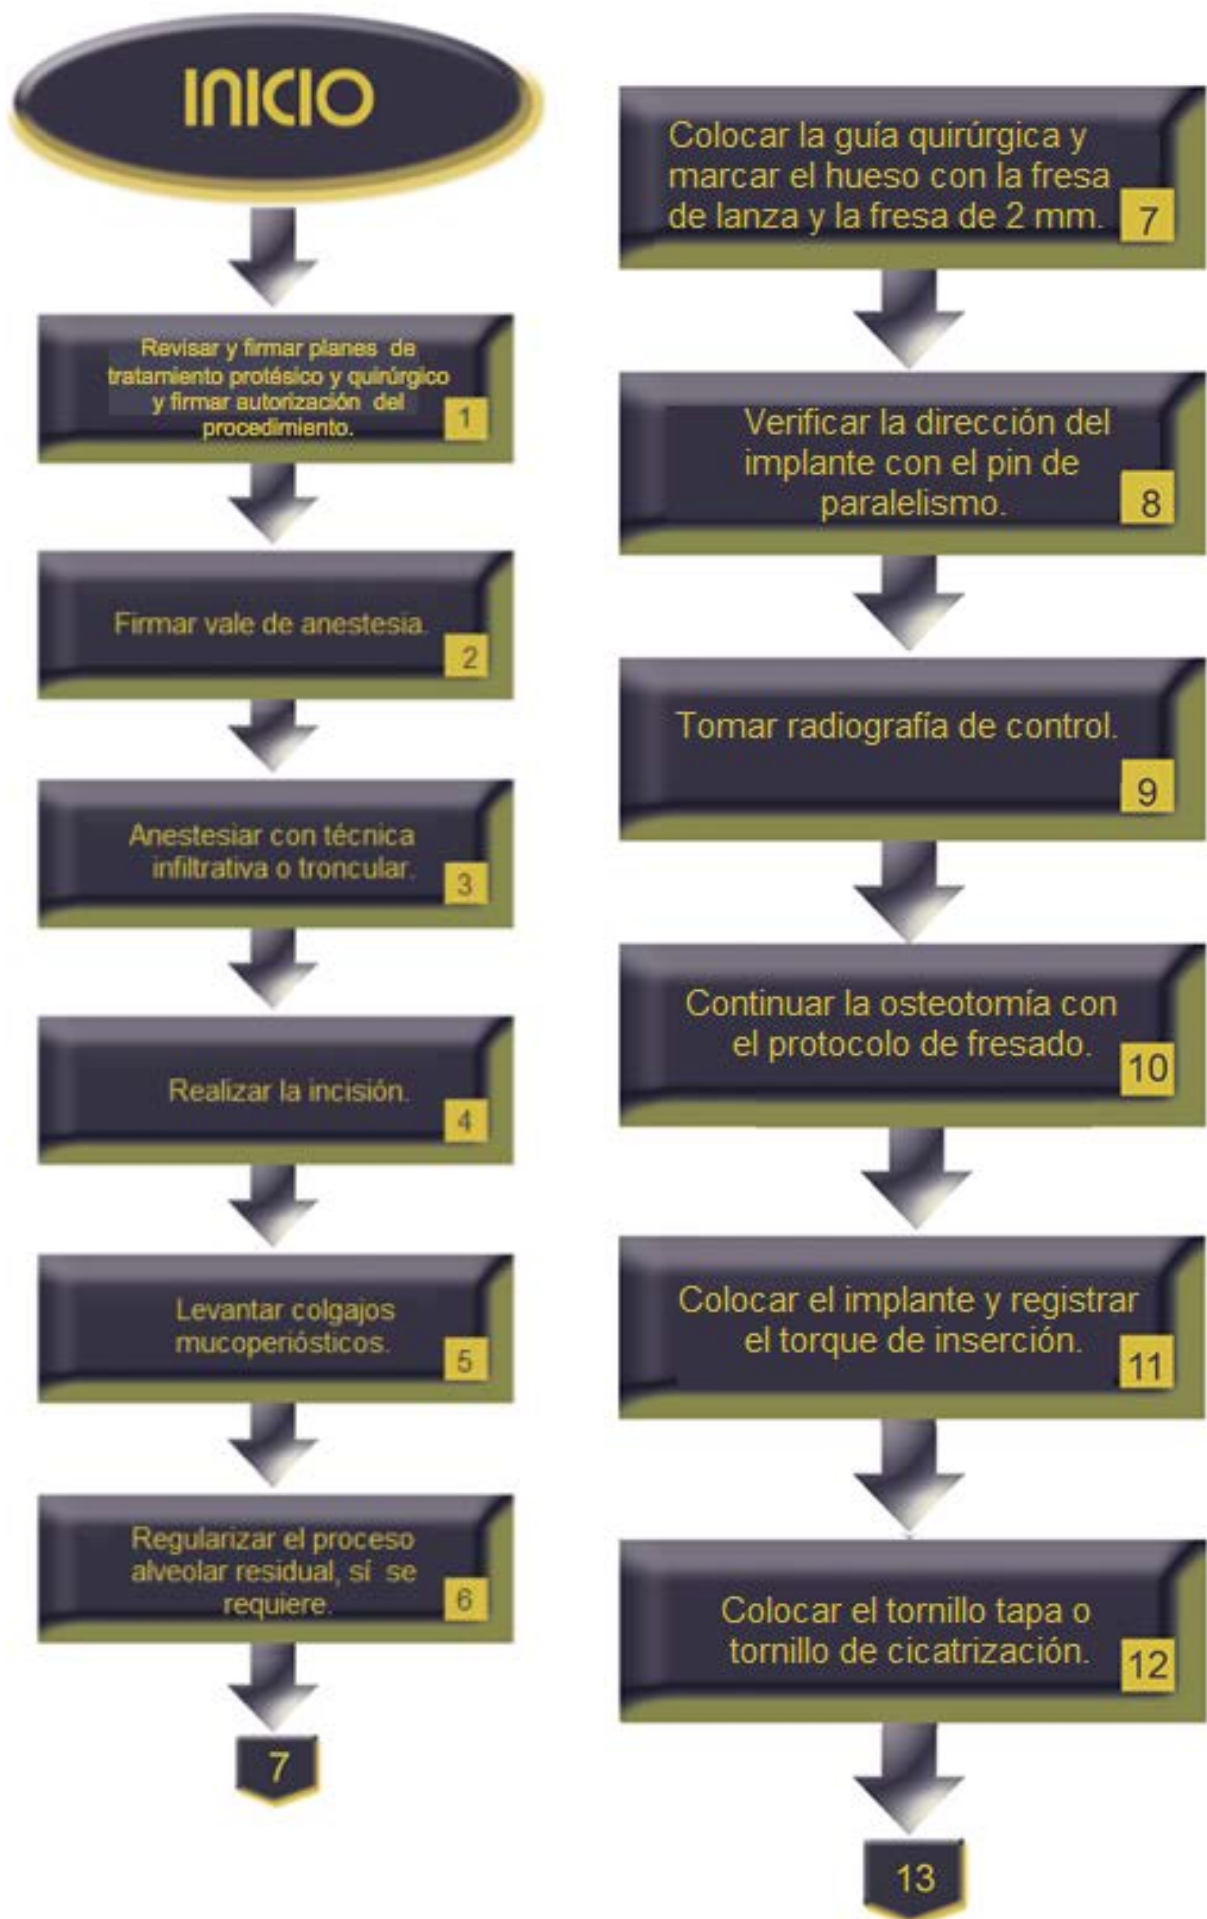 INICIO
Revisar y firmar planes de
tratamiento protésico y quirúrgico
y firmar autorización del
procedimiento.
1
Firmar vale de anestesia.
2
Anestesiar con técnica
infiltrativa o troncular.
3
Realizar la incisión.
4
Levantar colgajos
mucoperiósticos.
5
Regularizar el proceso
alveolar residual, sí se
requiere.
6
7
Colocar la guía quirúrgica y
marcar el hueso con la fresa
de lanza y la fresa de 2 mm.
7
Verificar la dirección del
implante con el pin de
paralelismo.
8
Tomar radiografía de control.
9
Continuar la osteotomía con
el protocolo de fresado.
10
Colocar el implante y registrar
el torque de inserción.
11
Colocar el tornillo tapa o
tornillo de cicatrización.
12
13